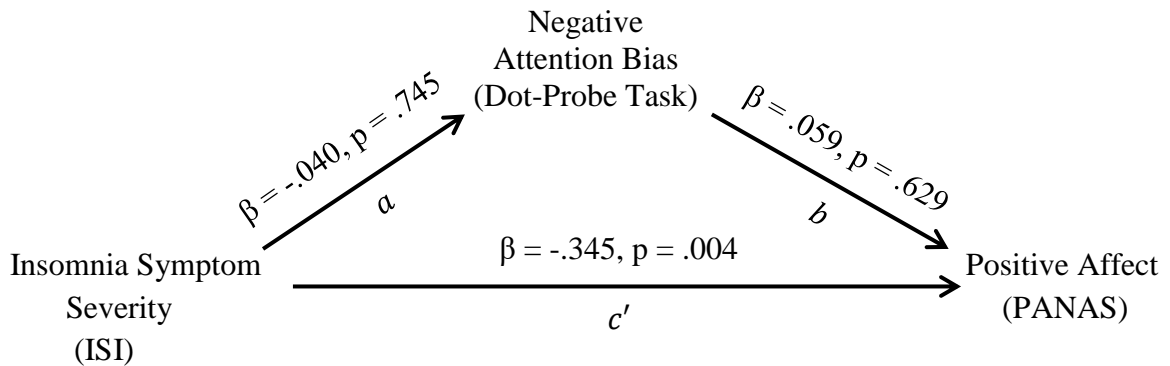 Negative
Attention Bias
(Dot-Probe Task)
β = -.040, p = .745
a
β = .059, p = .629
b
Insomnia Symptom
Severity
(ISI)
β = -.345, p = .004
c′
Positive Affect
(PANAS)